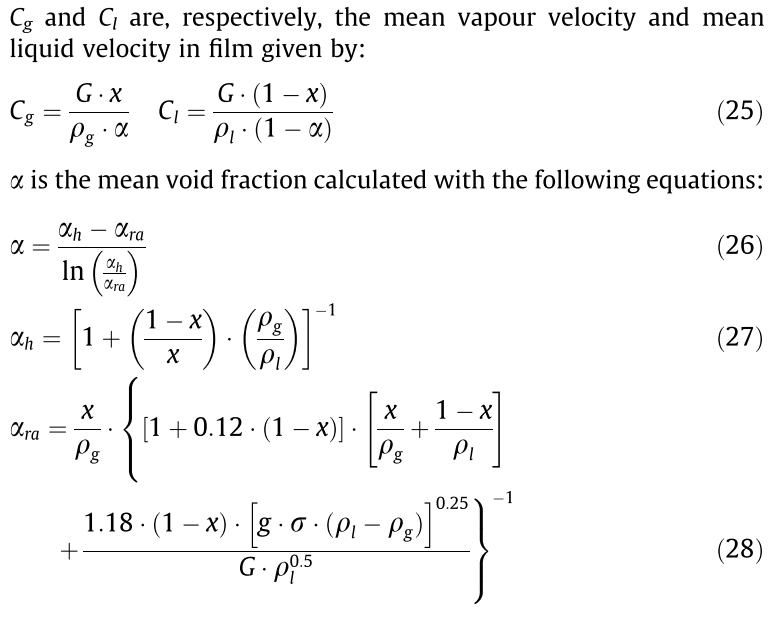 C_g and C_l are, respectively, the mean vapour velocity and mean
liquid velocity in film given by:
C_g = \frac{G \cdot x}{\rho_g \cdot \alpha} \quad C_l = \frac{G \cdot (1 - x)}{\rho_l \cdot (1 - \alpha)} (25)
α is the mean void fraction calculated with the following equations:
\alpha = \frac{\alpha_h - \alpha_{ra}}{\ln \left( \frac{\alpha_h}{\alpha_{ra}} \right)} (26)
\alpha_h = \left[ 1 + \left( \frac{1 - x}{x} \right) \cdot \left( \frac{\rho_g}{\rho_l} \right) \right]^{-1} (27)
\alpha_{ra} = \frac{x}{\rho_g} \cdot \left\{ [1 + 0.12 \cdot (1 - x)] \cdot \left[ \frac{x}{\rho_g} + \frac{1 - x}{\rho_l} \right] \right.
\left. + \frac{1.18 \cdot (1 - x) \cdot \left[ g \cdot \sigma \cdot (\rho_l - \rho_g) \right]^{0.25}}{G \cdot \rho_l^{0.5}} \right\}^{-1} (28)